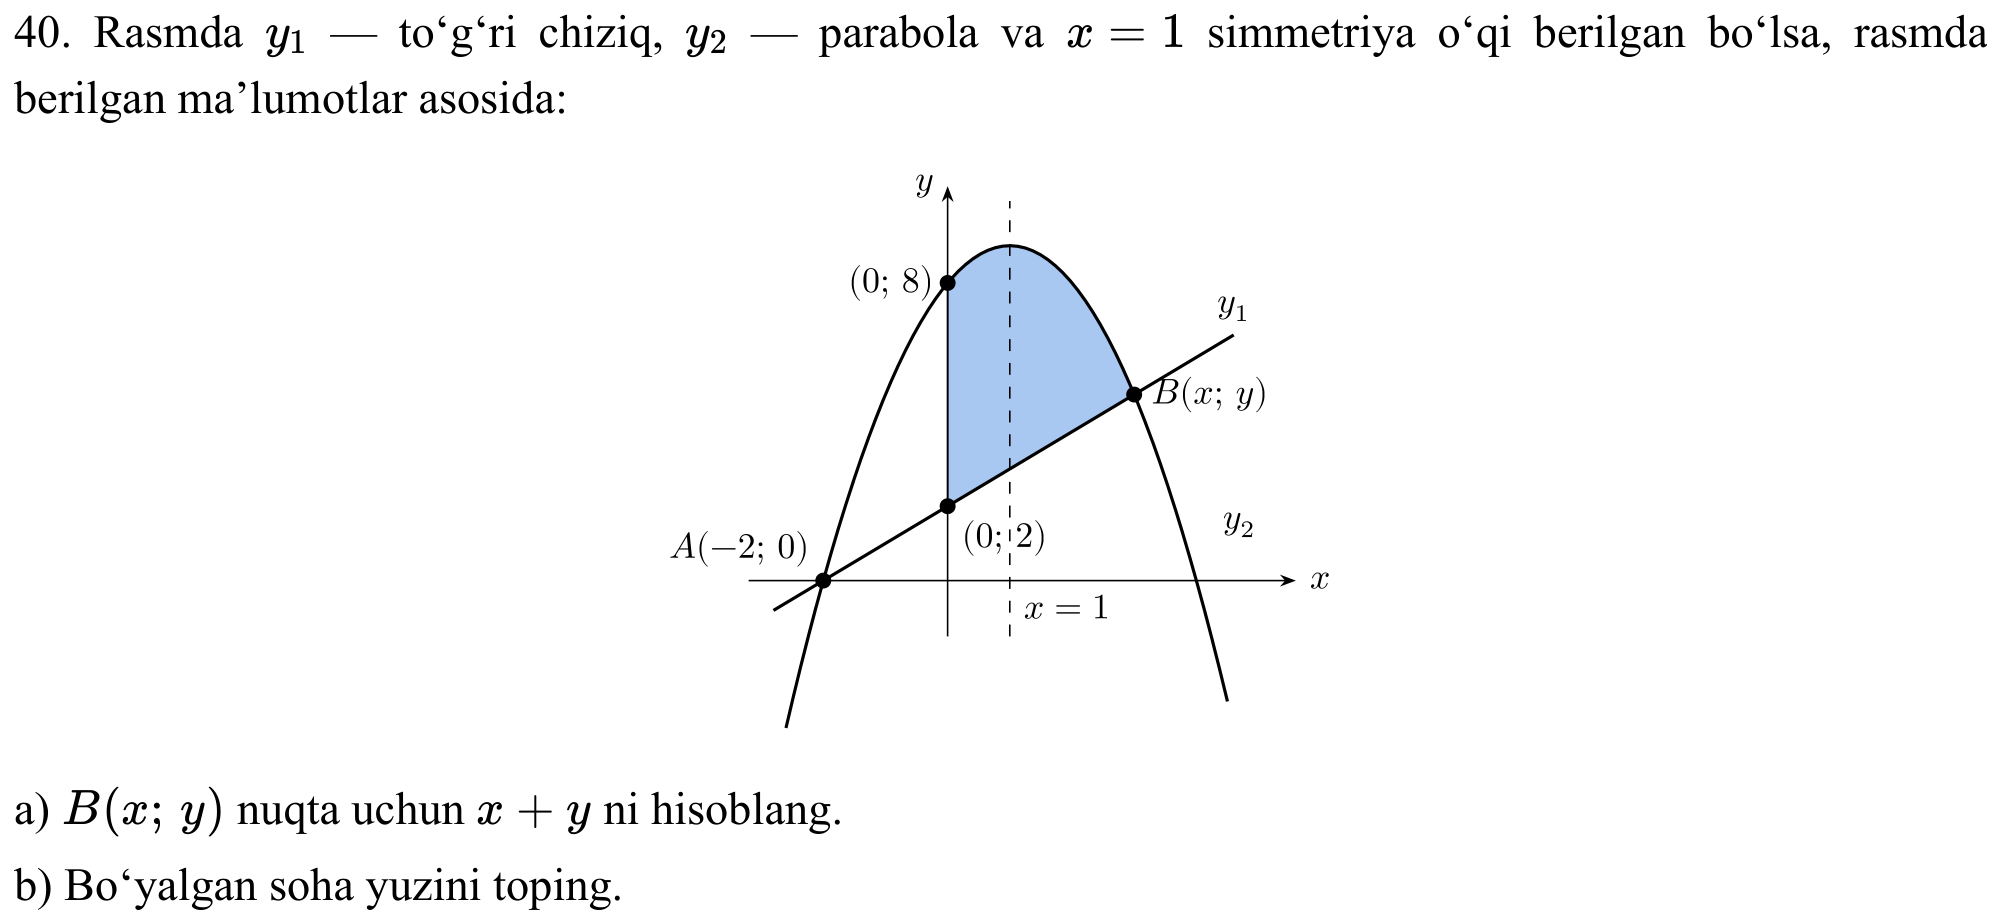 40. Rasmda y₁ — to‘g‘ri chiziq, y₂ — parabola va x = 1 simmetriya o‘qi berilgan bo‘lsa, rasmda
berilgan ma’lumotlar asosida:
y
(0; 8)
y₁
B(x; y)
A(−2; 0)
(0; 2)
y₂
x
x = 1
a) B(x; y) nuqta uchun x + y ni hisoblang.
b) Bo‘yalgan soha yuzini toping.